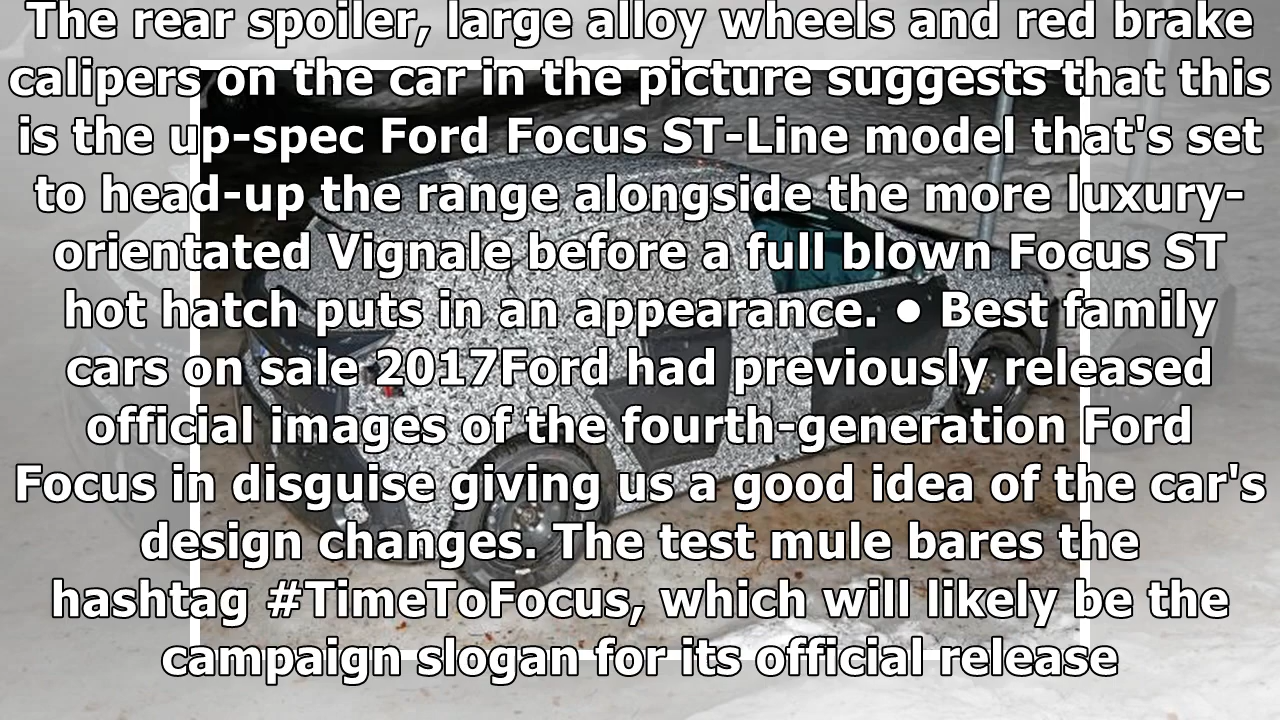 The rear spoiler, large alloy wheels and red brake
calipers on the car in the picture suggests that this
is the up-spec Ford Focus ST-Line model that's set
to head-up the range alongside the more luxury-
orientated Vignale before a full blown Focus ST
hot hatch puts in an appearance. ● Best family
cars on sale 2017Ford had previously released
official images of the fourth-generation Ford
Focus in disguise giving us a good idea of the car's
design changes. The test mule bares the
hashtag #TimeToFocus, which will likely be the
campaign slogan for its official release